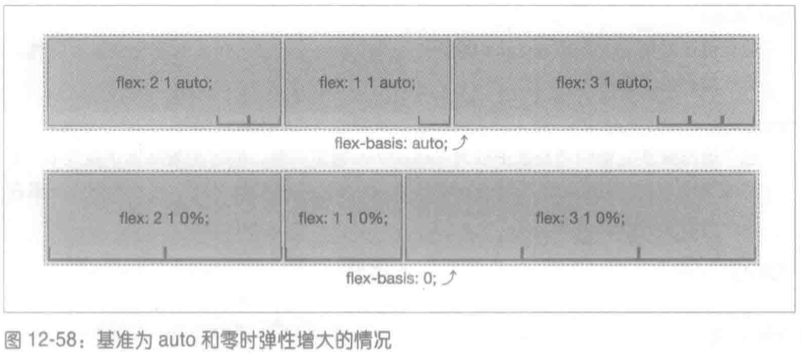 flex: 2 1 auto; flex: 1 1 auto; flex: 3 1 auto;
flex-basis: auto;
flex: 2 1 0%; flex: 1 1 0%; flex: 3 1 0%;
flex-basis: 0;
图 12-58：基准为 auto 和零时弹性增大的情况